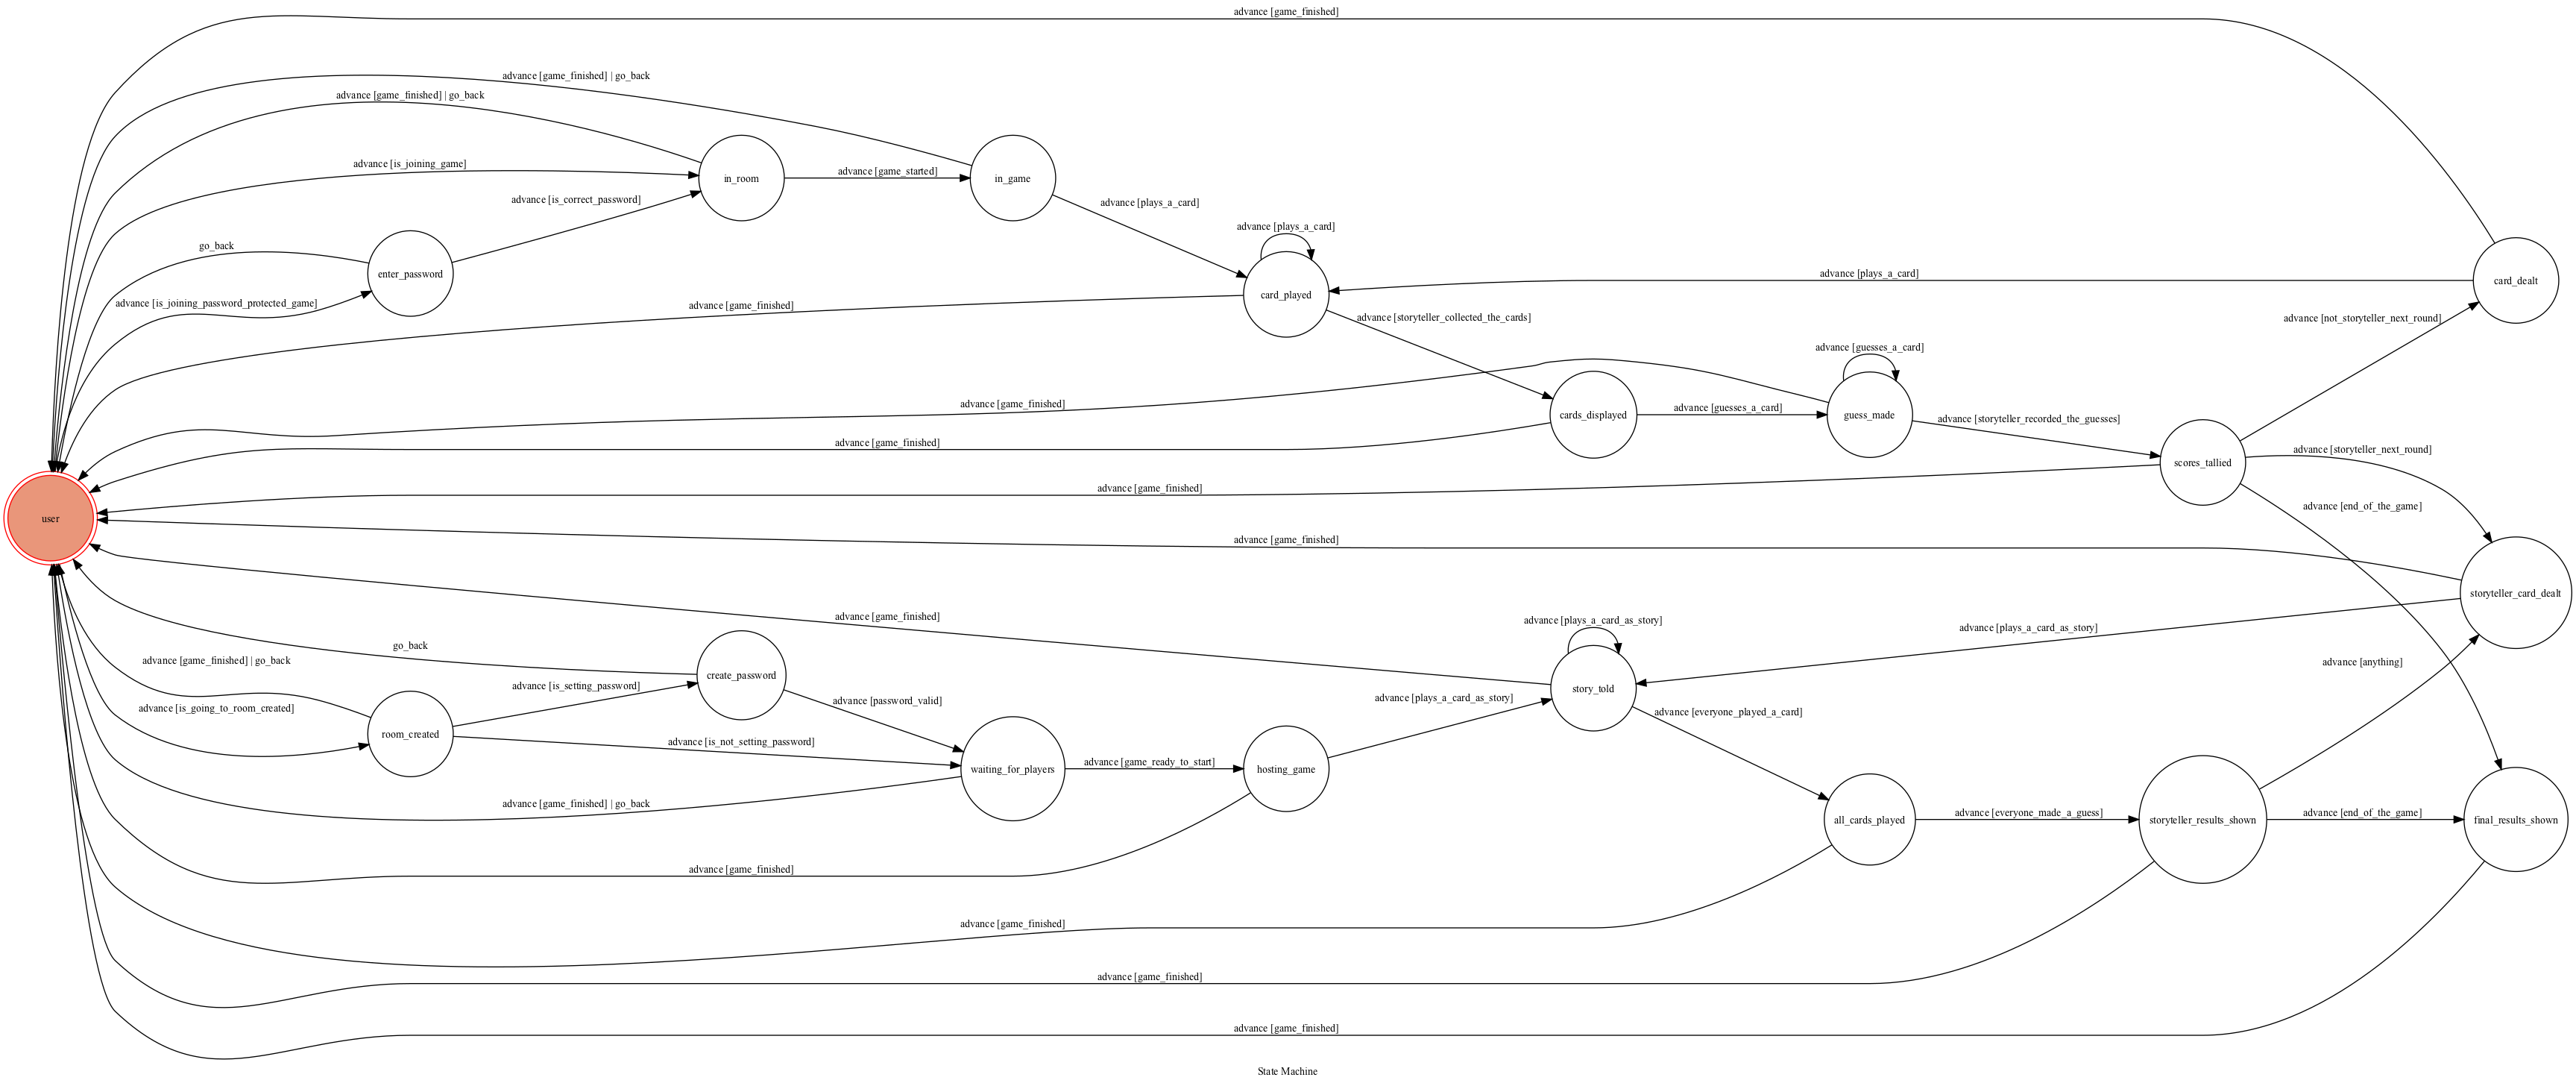 advance [game_finished]
advance [game_finished] | go_back
advance [game_finished] | go_back
advance [is_joining_game]
in_room
advance [game_started]
in_game
advance [is_correct_password]
advance [plays_a_card]
advance [plays_a_card]
go_back
enter_password
advance [is_joining_password_protected_game]
card_played
advance [plays_a_card]
card_dealt
advance [game_finished]
advance [storyteller_collected_the_cards]
advance [not_storyteller_next_round]
advance [guesses_a_card]
advance [game_finished]
cards_displayed
advance [guesses_a_card]
guess_made
advance [storyteller_recorded_the_guesses]
advance [game_finished]
scores_tallied
advance [storyteller_next_round]
advance [game_finished]
advance [end_of_the_game]
user
advance [game_finished]
storyteller_card_dealt
advance [game_finished]
advance [plays_a_card_as_story]
advance [plays_a_card_as_story]
go_back
advance [game_finished] | go_back
create_password
advance [anything]
advance [is_setting_password]
story_told
advance [password_valid]
advance [plays_a_card_as_story]
advance [is_going_to_room_created]
advance [everyone_played_a_card]
room_created
advance [is_not_setting_password]
waiting_for_players
advance [game_ready_to_start]
hosting_game
advance [game_finished] | go_back
all_cards_played
advance [everyone_made_a_guess]
storyteller_results_shown
advance [end_of_the_game]
final_results_shown
advance [game_finished]
advance [game_finished]
advance [game_finished]
advance [game_finished]
State Machine